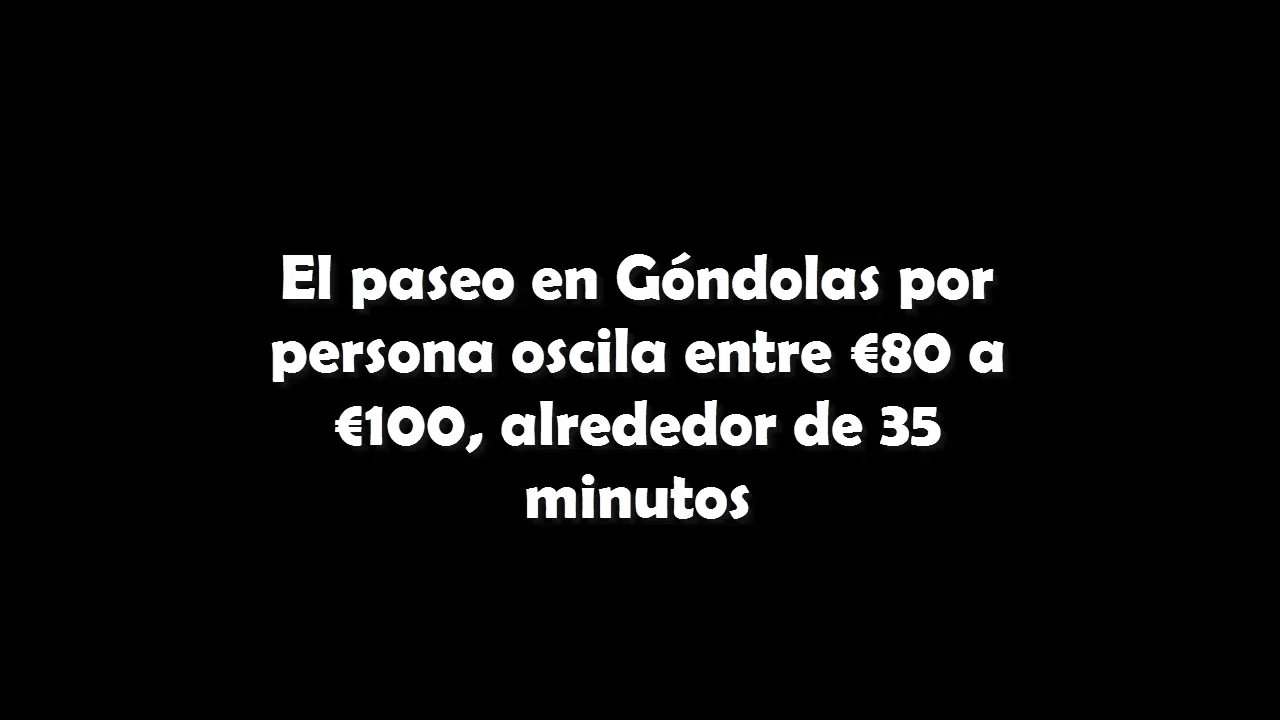 El paseo en Góndolas por
persona oscila entre €80 a
€100, alrededor de 35
minutos